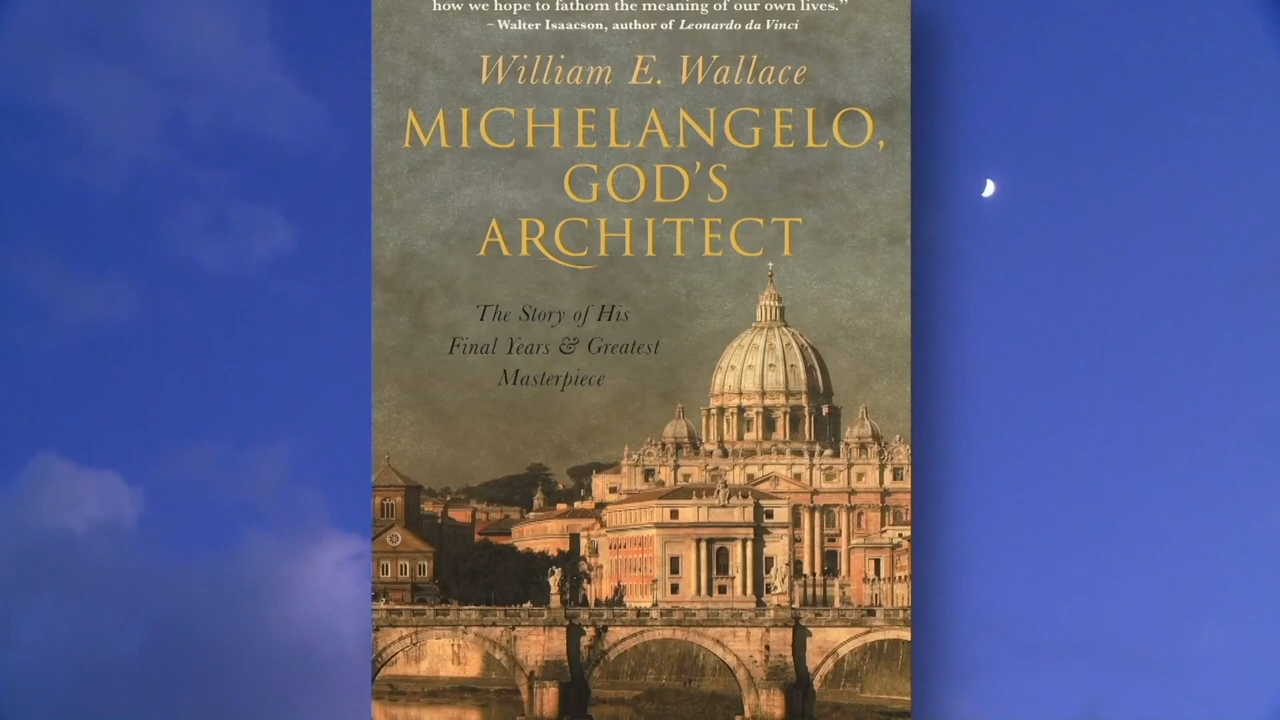 how we hope to fathom the meaning of our own lives.”
– Walter Isaacson, author of Leonardo da Vinci
William E. Wallace
MICHELANGELO,
GOD’S
ARCHITECT
The Story of His
Final Years & Greatest
Masterpiece